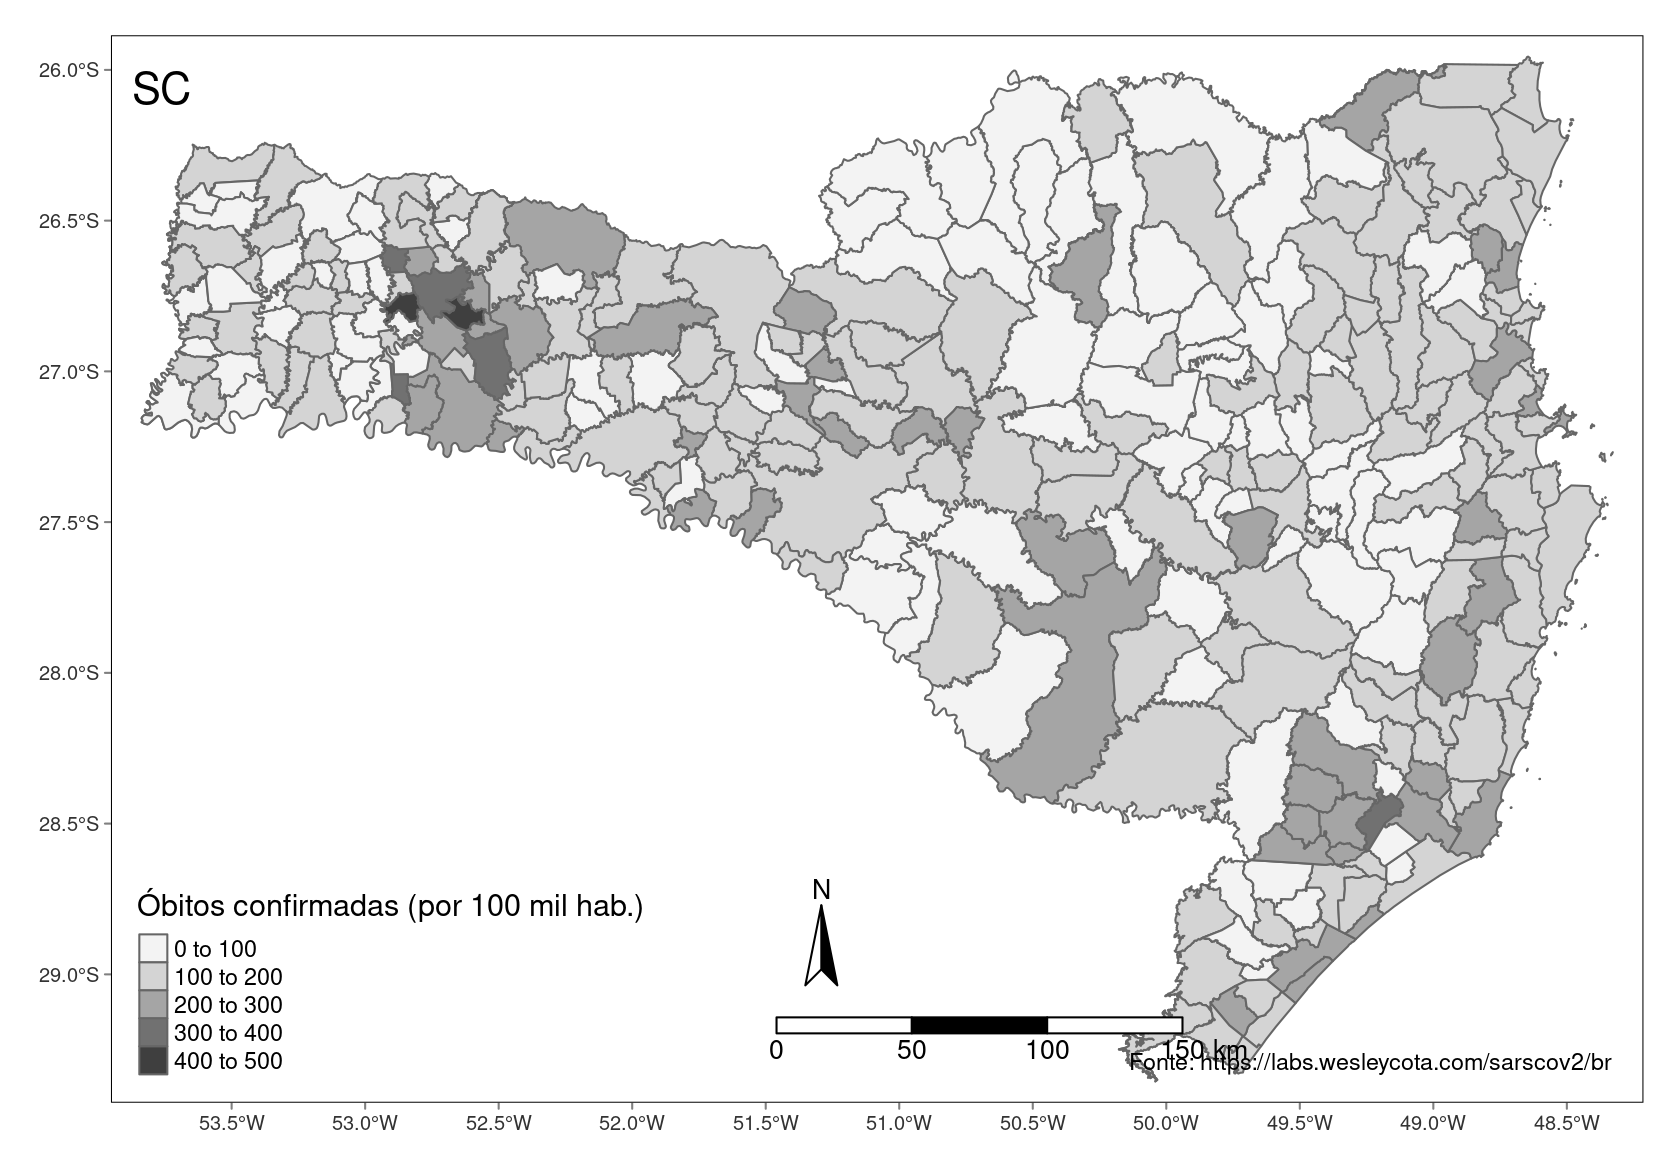 SC
26.0°S
26.5°S
27.0°S
27.5°S
28.0°S
28.5°S
29.0°S
Óbitos confirmadas (por 100 mil hab.)
0 to 100
100 to 200
200 to 300
300 to 400
400 to 500
N
0 50 100 150 km
Fonte: https://labs.wesleycota.com/sarscov2/br
53.5°W 53.0°W 52.5°W 52.0°W 51.5°W 51.0°W 50.5°W 50.0°W 49.5°W 49.0°W 48.5°W